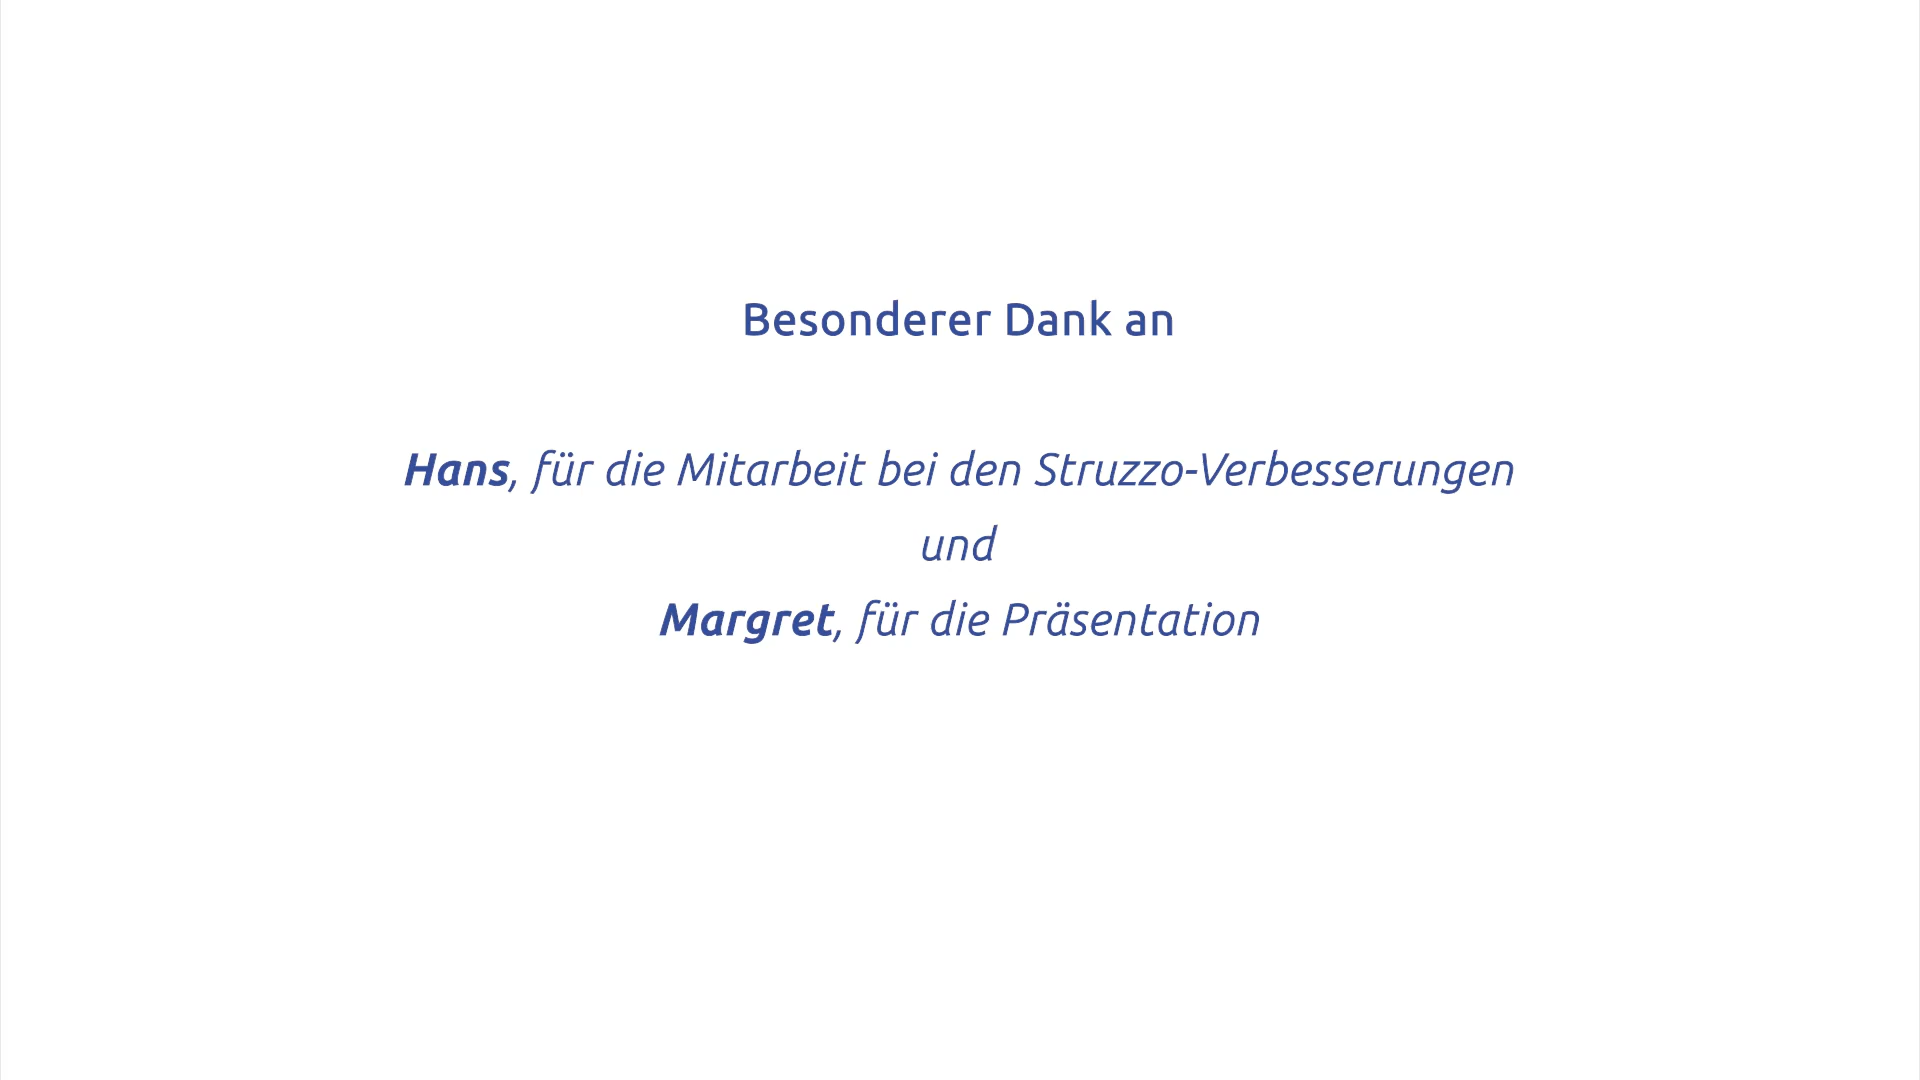 Besonderer Dank an
Hans, für die Mitarbeit bei den Struzzo-Verbesserungen
und
Margret, für die Präsentation